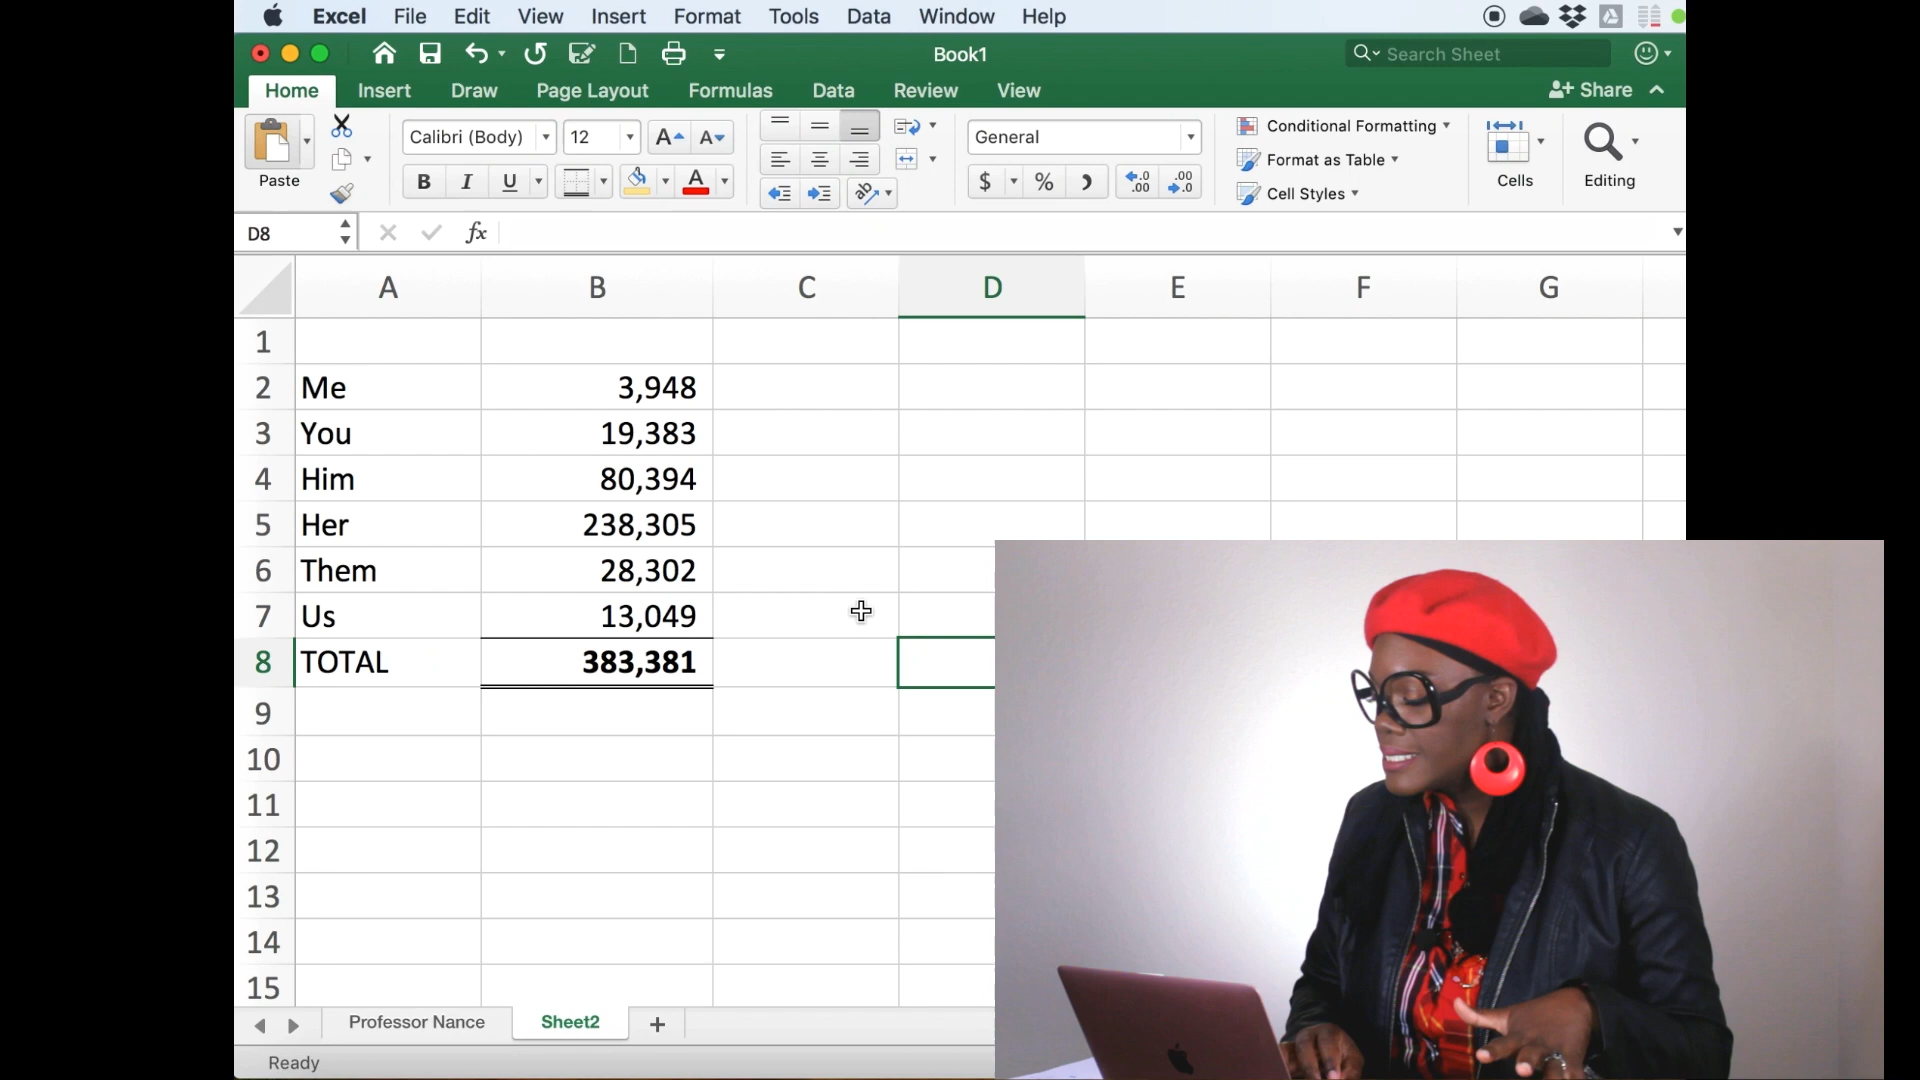 Excel File Edit View Insert Format Tools Data Window Help
Book1
Search Sheet
Home Insert Draw Page Layout Formulas Data Review View
Share
Paste
Calibri (Body) 12
B I U A
General
$ %
Conditional Formatting
Format as Table
Cell Styles
Cells
Editing
D8 fx
A B C D E F G
1
2 Me 3,948
3 You 19,383
4 Him 80,394
5 Her 238,305
6 Them 28,302
7 Us 13,049
8 TOTAL 383,381
9
10
11
12
13
14
15
Professor Nance Sheet2 +
Ready